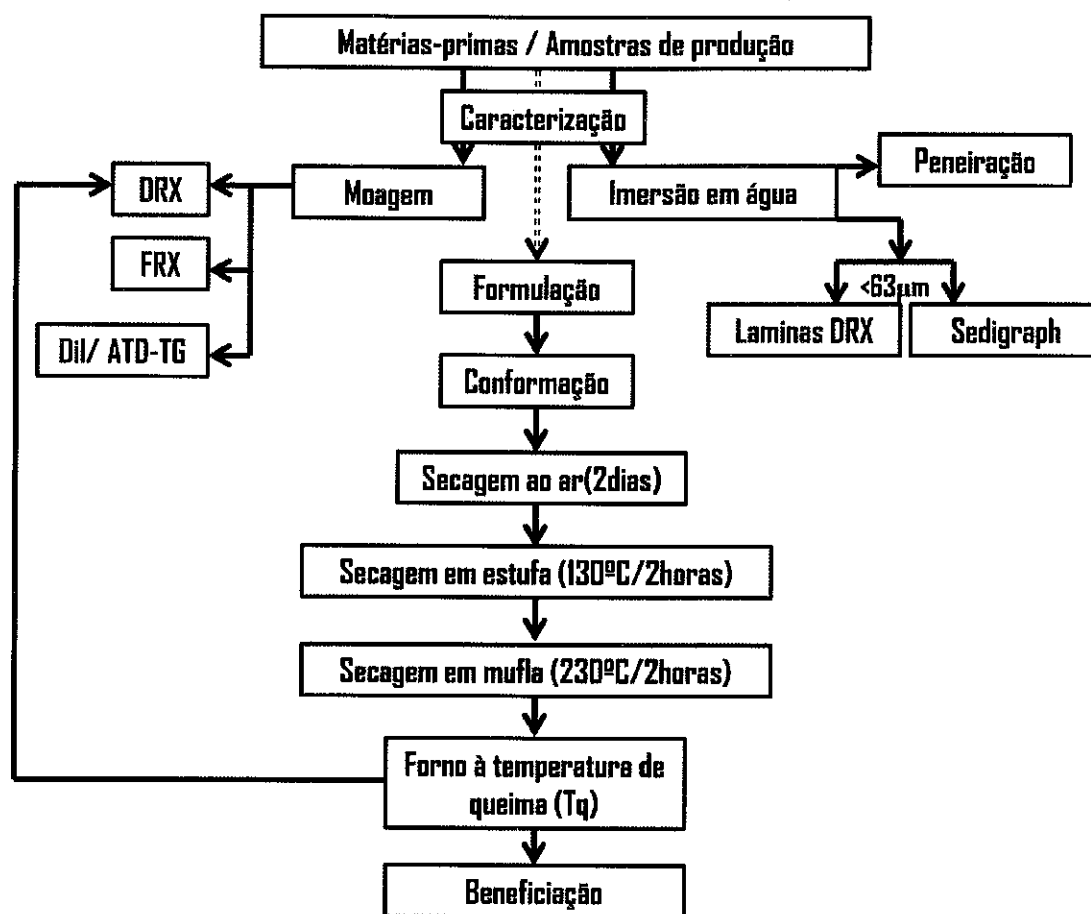 Matérias-primas / Amostras de produção
Caracterização
Peneiração
DRX
Moagem
Imersão em água
FRX
Formulação
<63µm
Laminas DRX
Sedigraph
Dil/ ATD-TG
Conformação
Secagem ao ar(2dias)
Secagem em estufa (130ºC/2horas)
Secagem em mufla (230ºC/2horas)
Forno à temperatura de
queima (Tq)
Beneficiação